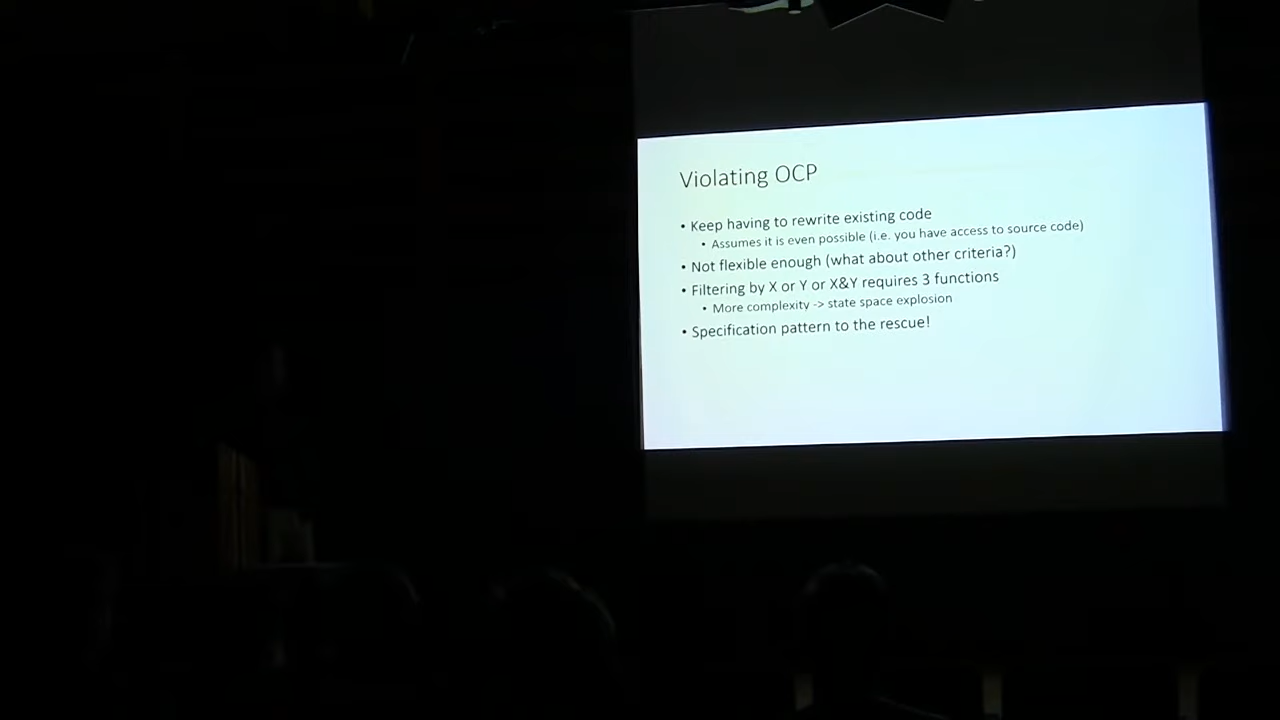 Violating OCP
• Keep having to rewrite existing code
• Assumes it is even possible (i.e. you have access to source code)
• Not flexible enough (what about other criteria?)
• Filtering by X or Y or X&Y requires 3 functions
• More complexity -> state space explosion
• Specification pattern to the rescue!